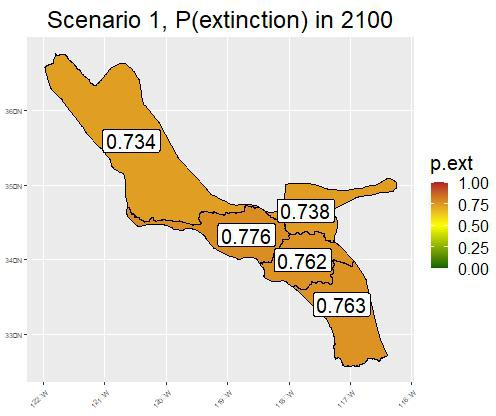 Scenario 1, P(extinction) in 2100
36°N
35°N
34°N
33°N
0.734
0.738
0.776
0.762
0.763
p.ext
1.00
0.75
0.50
0.25
0.00
122°W
121°W
120°W
119°W
118°W
117°W
116°W